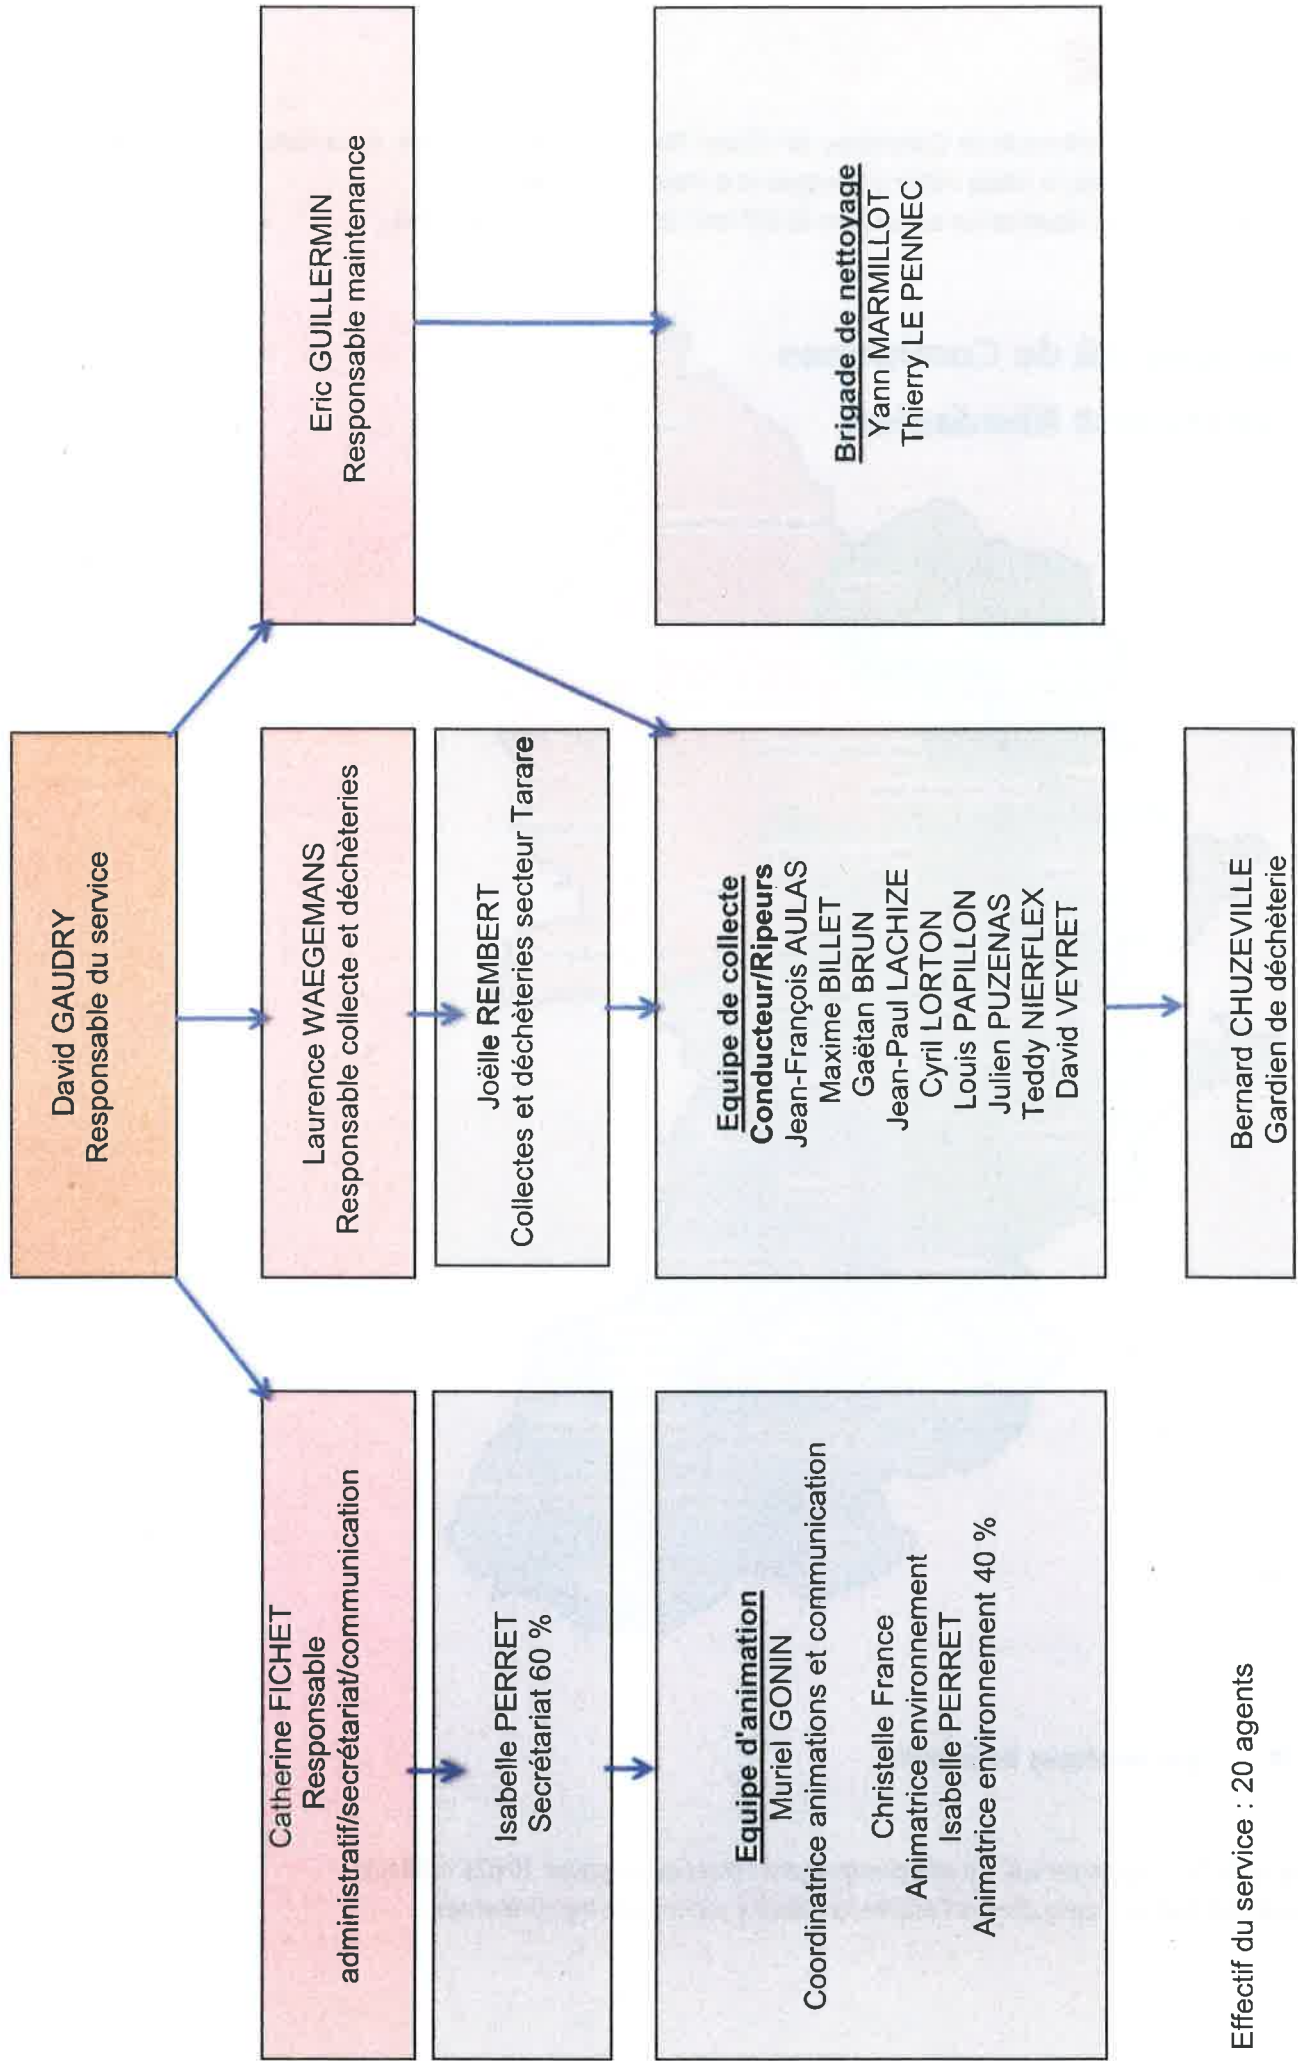 David GAUDRY
Responsable du service
Catherine FICHET
Responsable
administratif/secrétariat/communication
Laurence WAEGEMANS
Responsable collecte et déchèteries
Eric GUILLERMIN
Responsable maintenance
Isabelle PERRET
Secrétariat 60 %
Joëlle REMBERT
Collectes et déchèteries secteur Tarare
Equipe d'animation
Muriel GONIN
Coordinatrice animations et communication
Christelle France
Animatrice environnement
Isabelle PERRET
Animatrice environnement 40 %
Equipe de collecte
Conducteur/Ripeurs
Jean-François AULAS
Maxime BILLET
Gaëtan BRUN
Jean-Paul LACHIZE
Cyril LORTON
Louis PAPILLON
Julien PUZENAS
Teddy NIERFLEX
David VEYRET
Brigade de nettoyage
Yann MARMILLOT
Thierry LE PENNEC
Bernard CHUZEVILLE
Gardien de déchèterie
Effectif du service : 20 agents